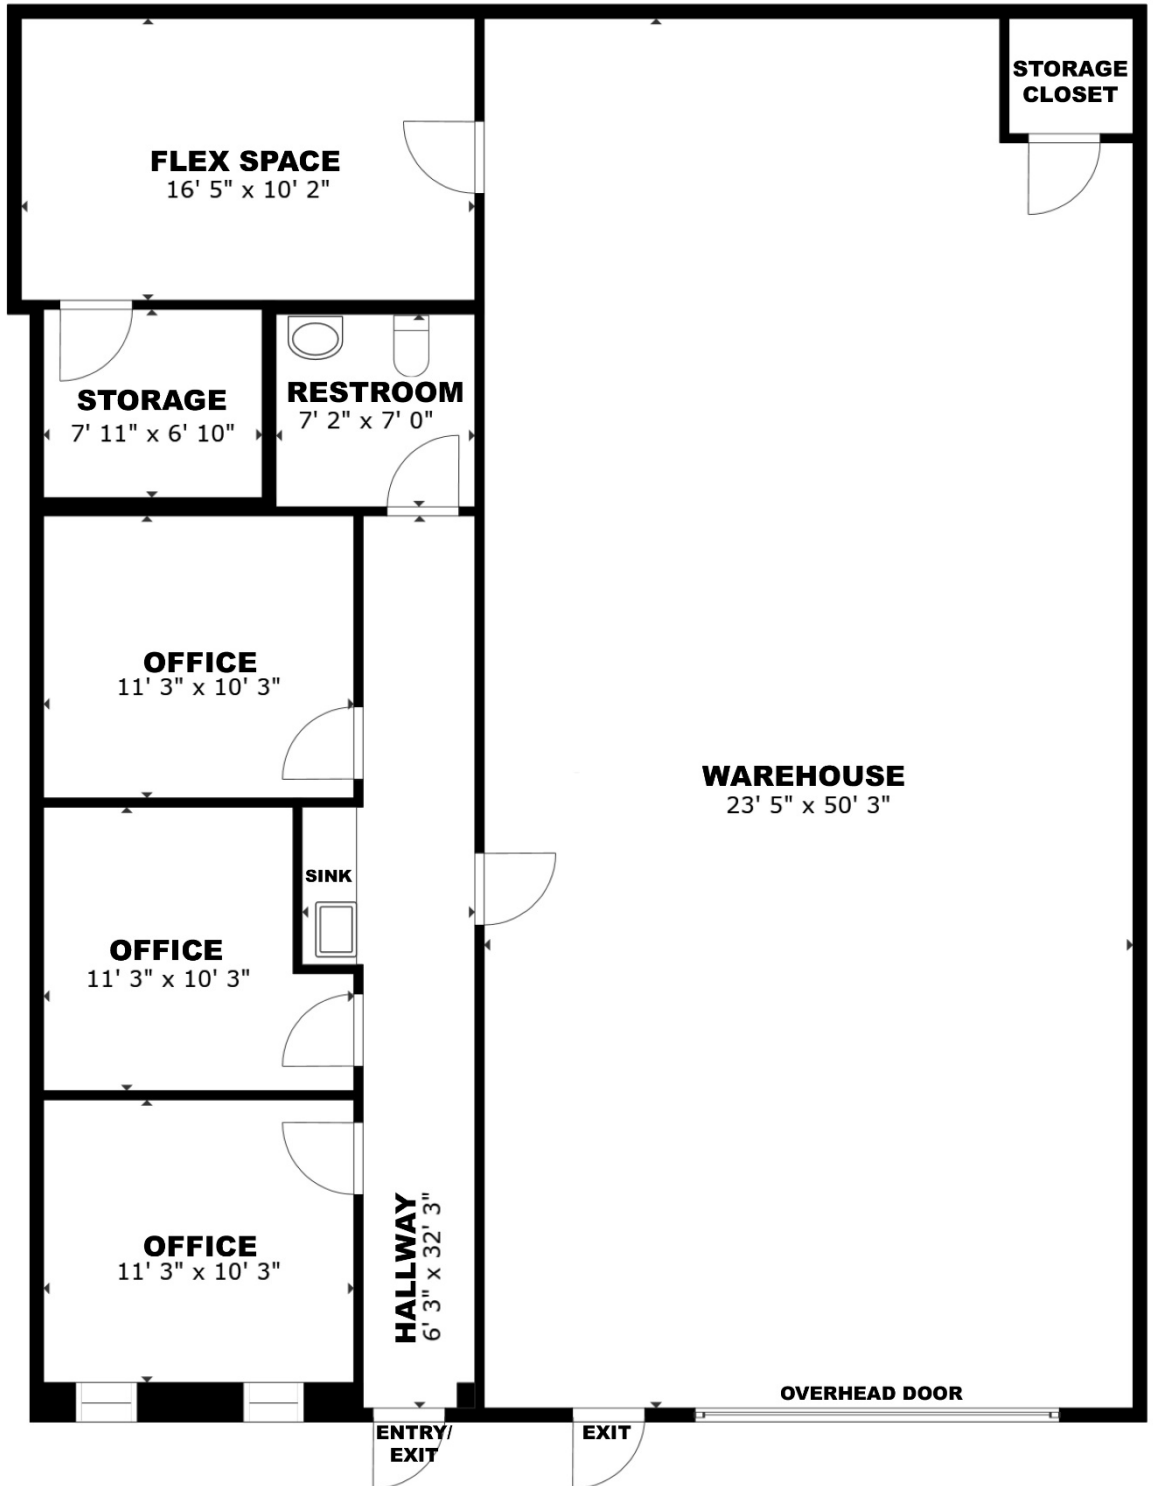 STORAGE
CLOSET
FLEX SPACE
16' 5" x 10' 2"
STORAGE
7' 11" x 6' 10"
RESTROOM
7' 2" x 7' 0"
OFFICE
11' 3" x 10' 3"
WAREHOUSE
23' 5" x 50' 3"
SINK
OFFICE
11' 3" x 10' 3"
OFFICE
11' 3" x 10' 3"
HALLWAY
6' 3" x 32' 3"
OVERHEAD DOOR
ENTRY/
EXIT
EXIT